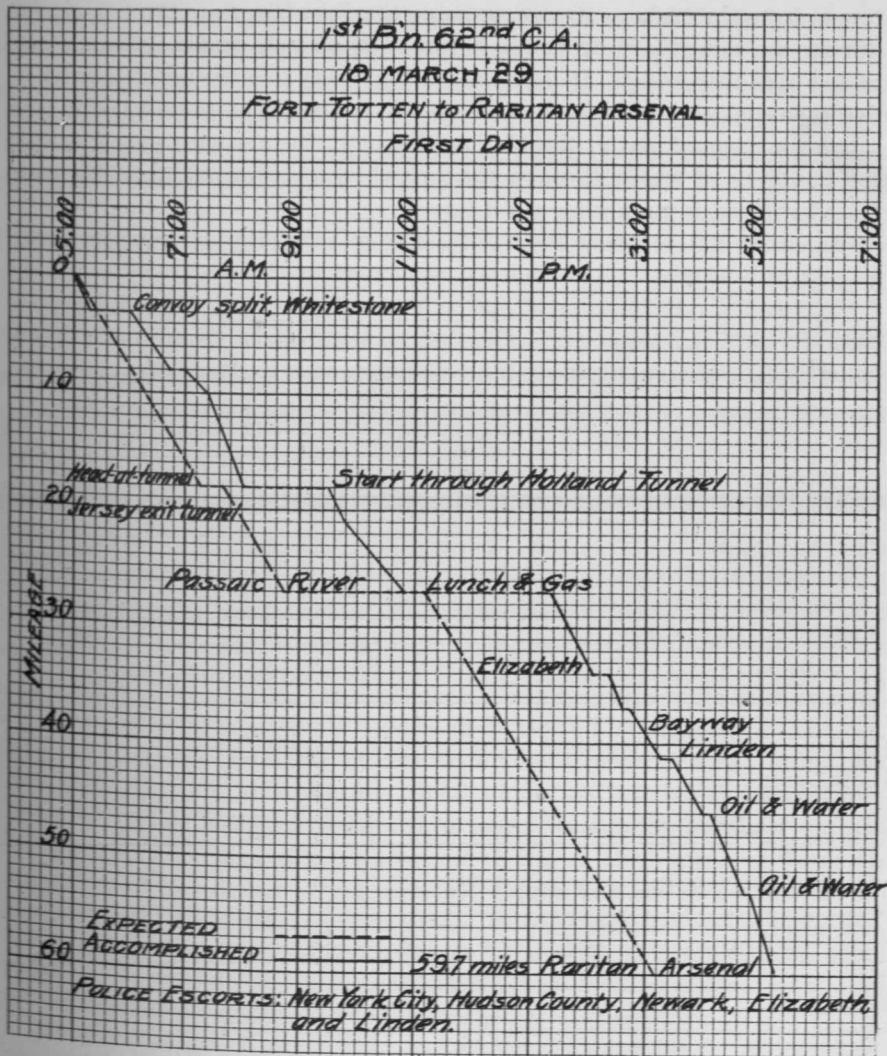 1st B'n. 62nd C.A.
18 MARCH '29
FORT TOTTEN to RARITAN ARSENAL
FIRST DAY
5:00 7:00 9:00 11:00 1:00 3:00 5:00 7:00
A.M. P.M.
0
Convoy split, Whitestone
10
Head-at-tunnel Start through Holland Tunnel
20
Jersey exit tunnel
Passaic River Lunch & Gas
30
MILEAGE
Elizabeth
40
Bayway
Linden
Oil & Water
50
Oil & Water
EXPECTED
ACCOMPLISHED
60
59.7 miles Raritan Arsenal
POLICE ESCORTS: New York City, Hudson County, Newark, Elizabeth,
and Linden.